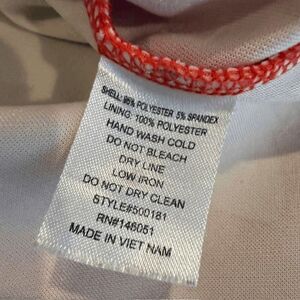 SHELL: 95% POLYESTER 5% SPANDEX
LINING: 100% POLYESTER
HAND WASH COLD
DO NOT BLEACH
DRY LINE
LOW IRON
DO NOT DRY CLEAN
STYLE#500181
RN#146051
MADE IN VIET NAM